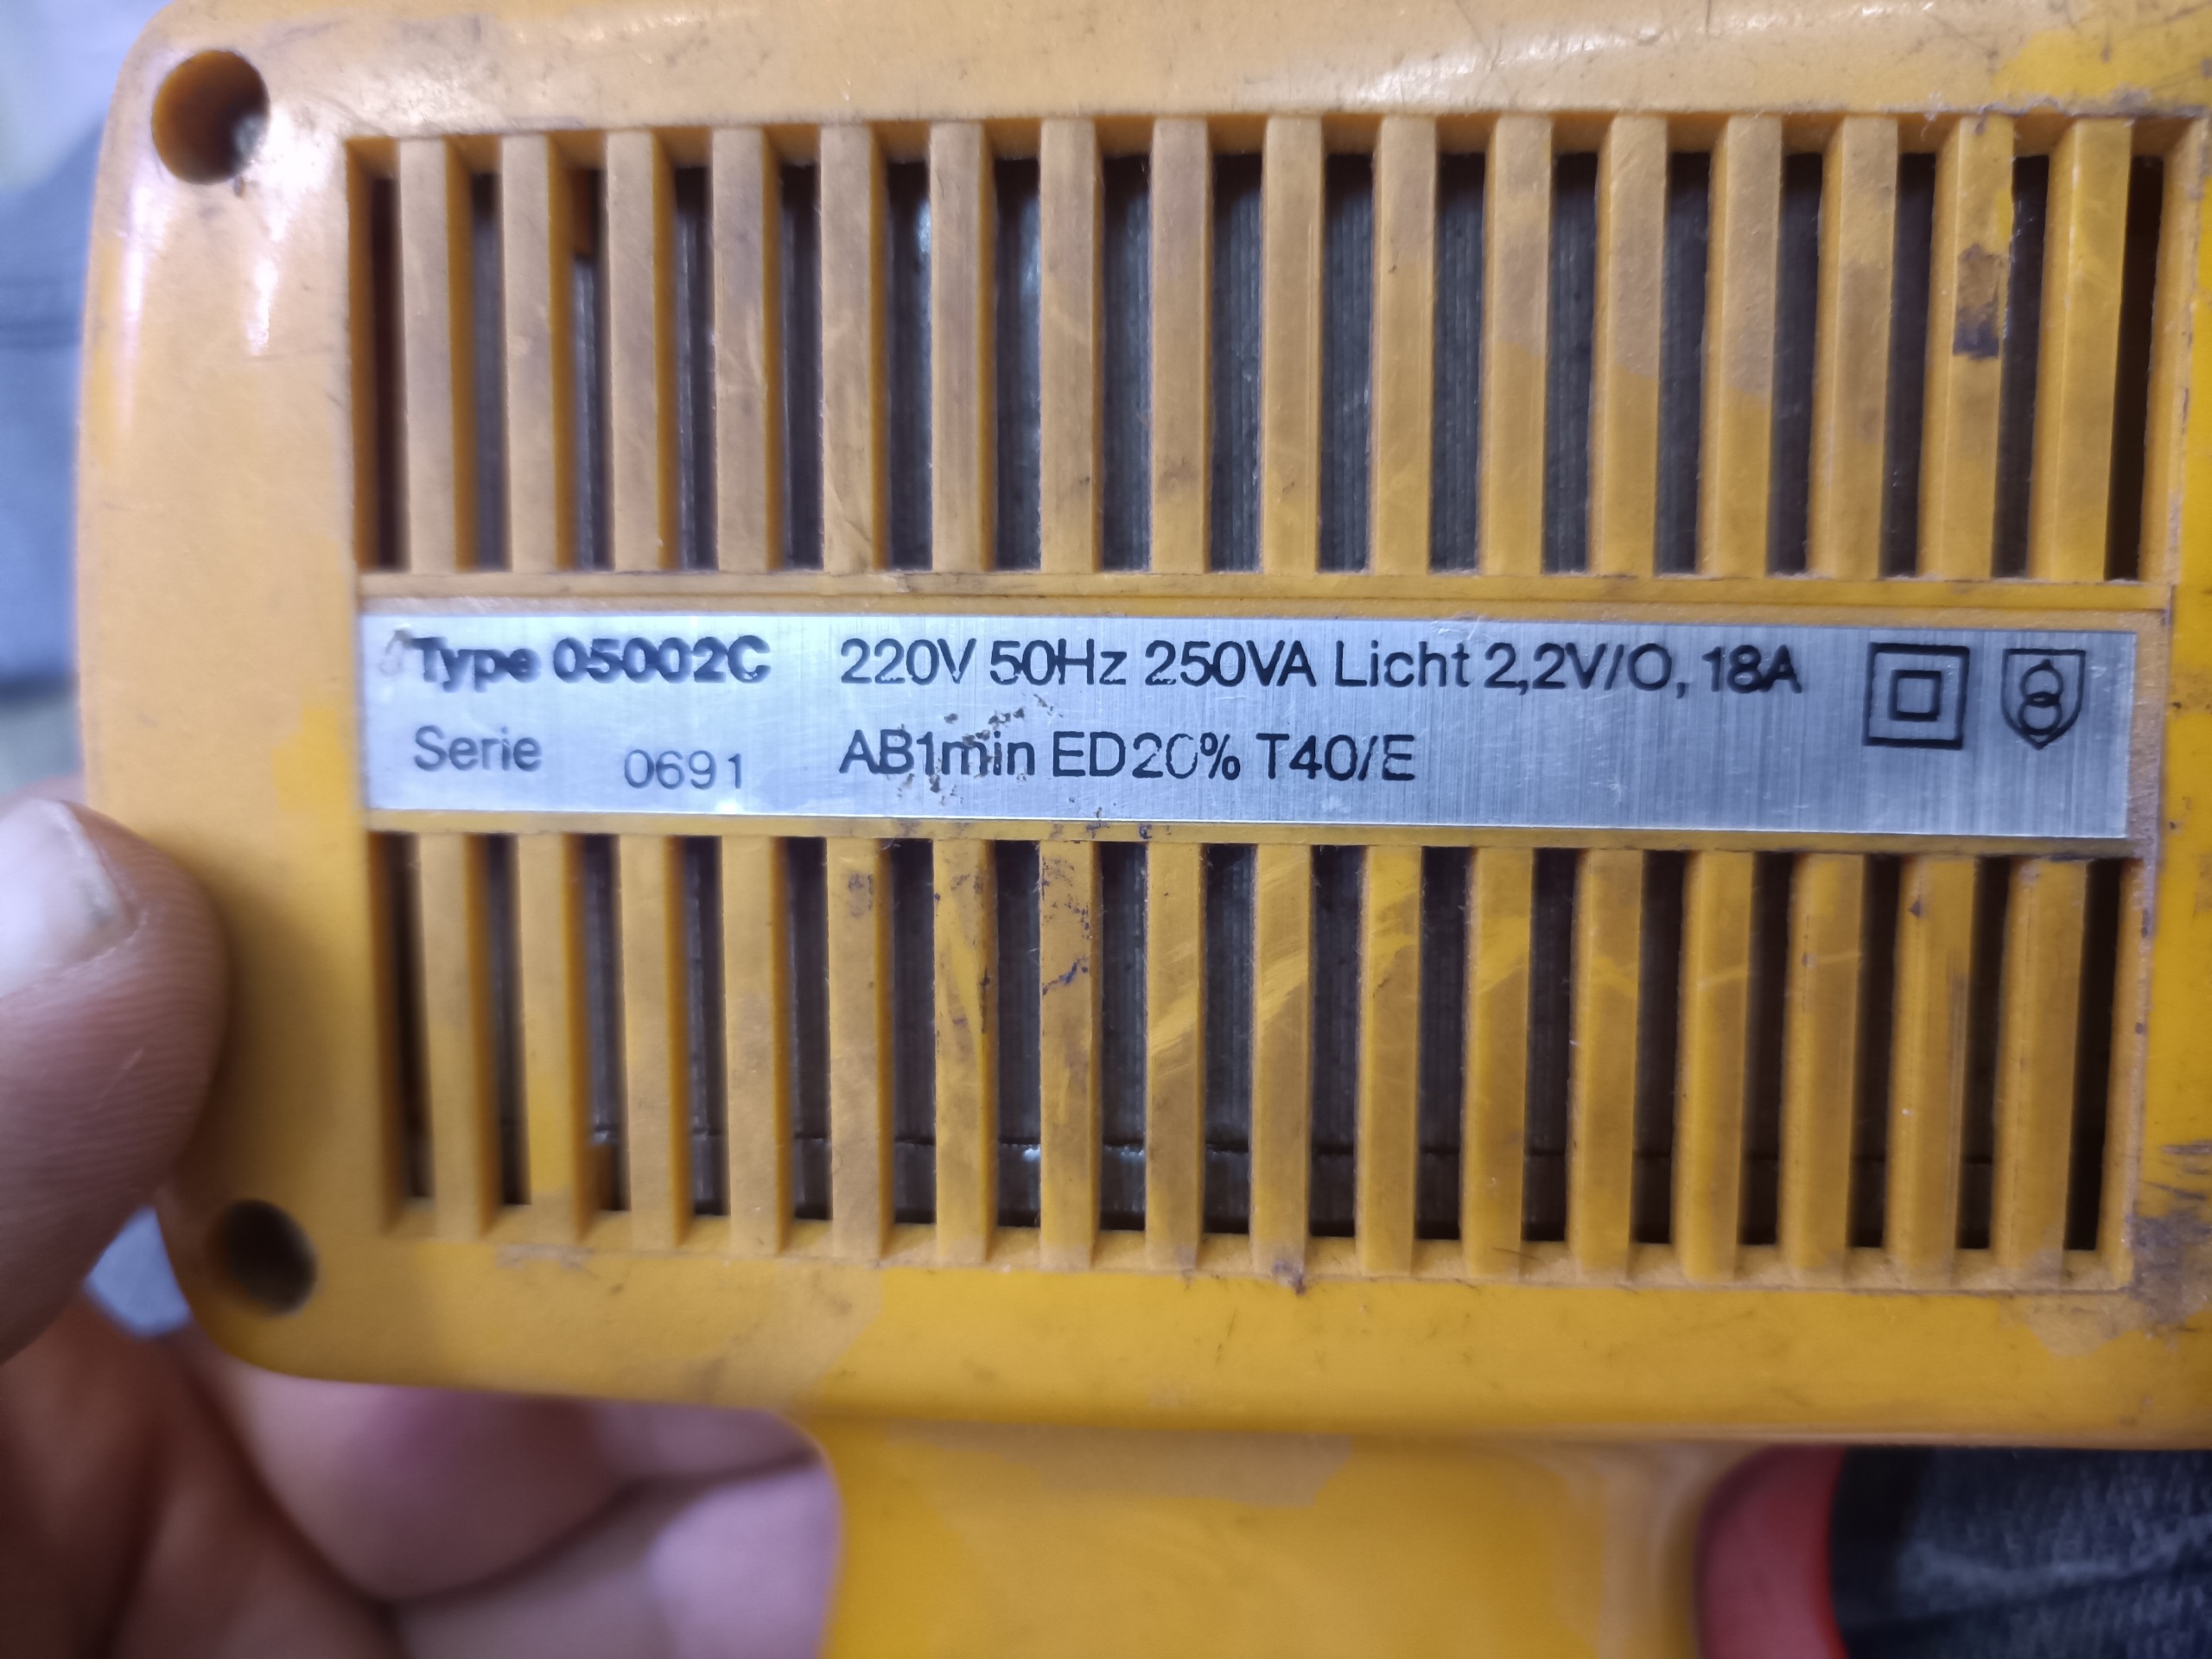 Type 05002C 220V 50Hz 250VA Licht 2,2V/O, 18A
Serie 0691 AB1min ED20% T40/E